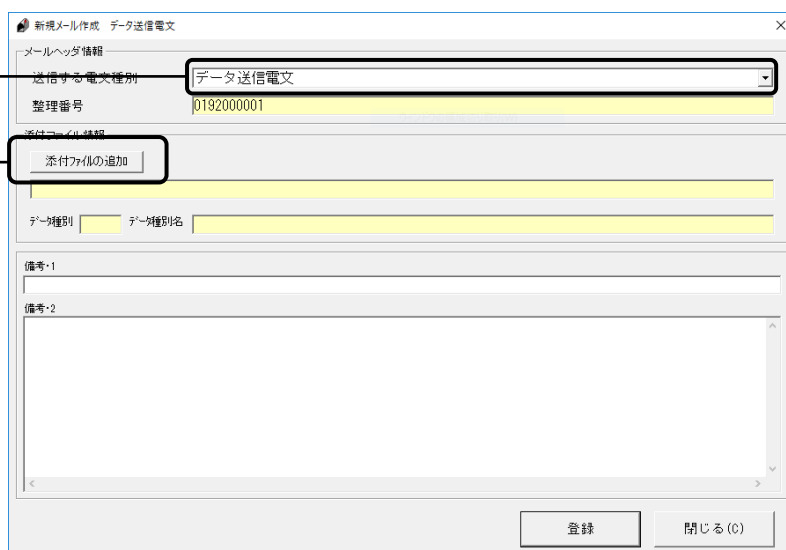 新規メール作成 データ送信電文
メールヘッダ情報
送信する電文種別 データ送信電文
整理番号 0192000001
添付ファイル情報
添付ファイルの追加
データ種別 データ種別名
備考・1
備考・2
登録 閉じる(C)